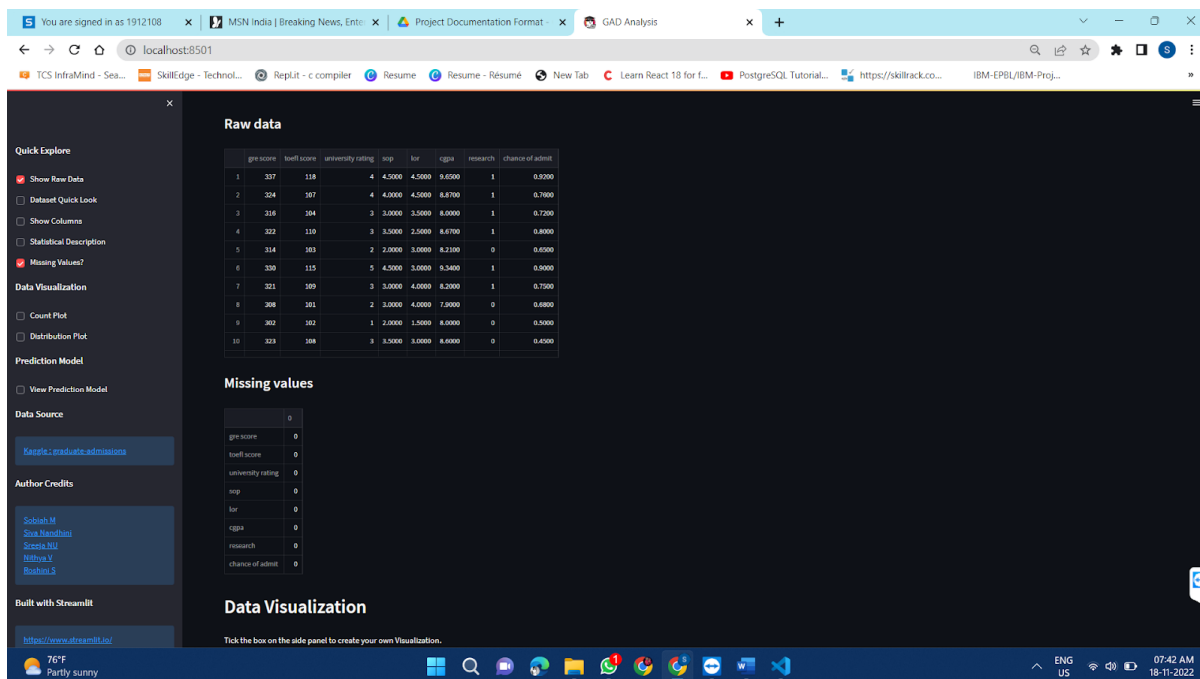 You are signed in as 1912108
MSN India | Breaking News, Ente
Project Documentation Format -
GAD Analysis
localhost:8501
TCS InfraMind - Sea...
SkillEdge - Technol...
Repl.it - c compiler
Resume
Resume - Résumé
New Tab
Learn React 18 for f...
PostgreSQL Tutorial...
https://skillrack.co...
IBM-EPBL/IBM-Proj...
Quick Explore
Show Raw Data
Dataset Quick Look
Show Columns
Statistical Description
Missing Values?
Data Visualization
Count Plot
Distribution Plot
Prediction Model
View Prediction Model
Data Source
Kaggle : graduate-admissions
Author Credits
Sobiah M
Siva Nandhini
Sreeja NU
Nithya V
Roshini S
Built with Streamlit
https://www.streamlit.io/
Raw data
gre score toefl score university rating sop lor cgpa research chance of admit
1 337 118 4 4.5000 4.5000 9.6500 1 0.9200
2 324 107 4 4.0000 4.5000 8.8700 1 0.7600
3 316 104 3 3.0000 3.5000 8.0000 1 0.7200
4 322 110 3 3.5000 2.5000 8.6700 1 0.8000
5 314 103 2 2.0000 3.0000 8.2100 0 0.6500
6 330 115 5 4.5000 3.0000 9.3400 1 0.9000
7 321 109 3 3.0000 4.0000 8.2000 1 0.7500
8 308 101 2 3.0000 4.0000 7.9000 0 0.6800
9 302 102 1 2.0000 1.5000 8.0000 0 0.5000
10 323 108 3 3.5000 3.0000 8.6000 0 0.4500
Missing values
0
gre score 0
toefl score 0
university rating 0
sop 0
lor 0
cgpa 0
research 0
chance of admit 0
Data Visualization
Tick the box on the side panel to create your own Visualization.
76°F
Partly sunny
1
ENG
US
07:42 AM
18-11-2022